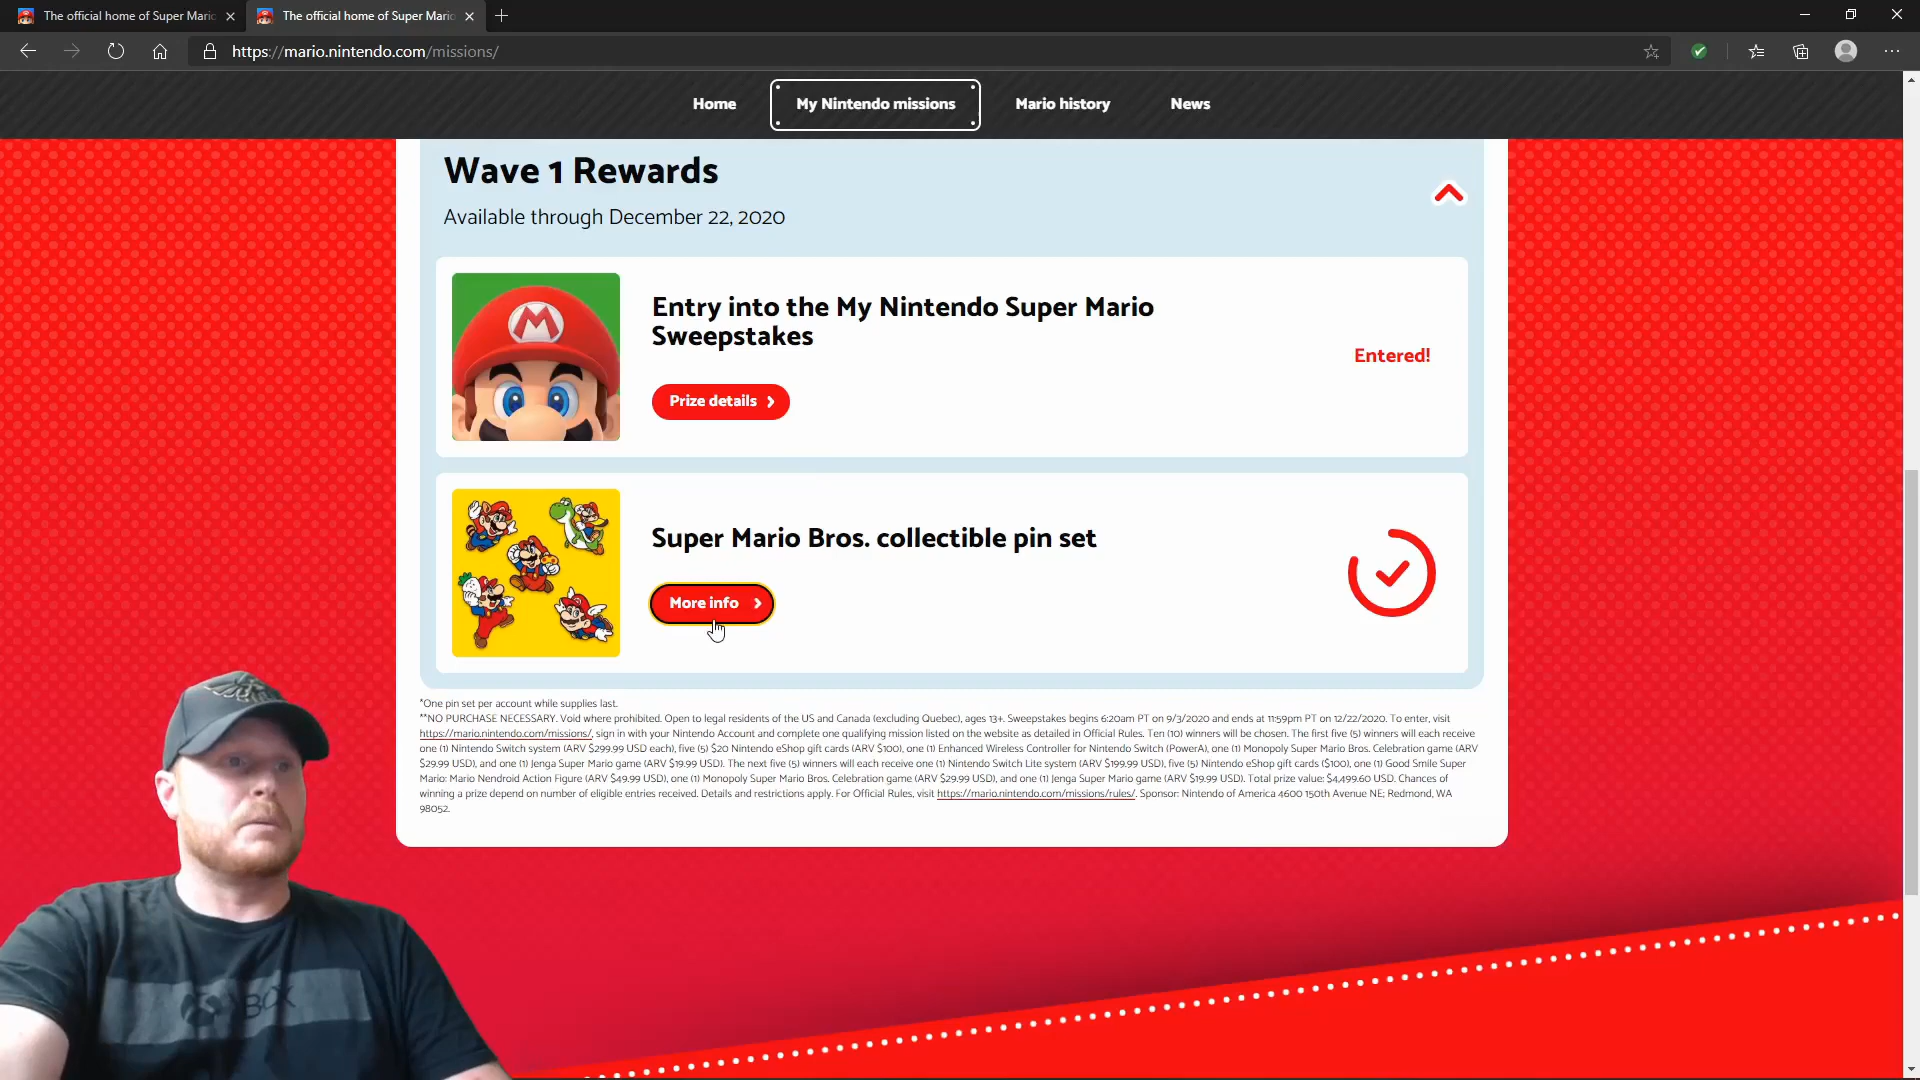 The official home of Super Mario
The official home of Super Mario
https://mario.nintendo.com/missions/
Home
My Nintendo missions
Mario history
News
Wave 1 Rewards
Available through December 22, 2020
M
Entry into the My Nintendo Super Mario
Sweepstakes
Entered!
Prize details
Super Mario Bros. collectible pin set
More info
*One pin set per account while supplies last.
**NO PURCHASE NECESSARY. Void where prohibited. Open to legal residents of the US and Canada (excluding Quebec), ages 13+. Sweepstakes begins 6:20am PT on 9/3/2020 and ends at 11:59pm PT on 12/22/2020. To enter, visit
https://mario.nintendo.com/missions/, sign in with your Nintendo Account and complete one qualifying mission listed on the website as detailed in Official Rules. Ten (10) winners will be chosen. The first five (5) winners will each receive
one (1) Nintendo Switch system (ARV $299.99 USD each), five (5) $20 Nintendo eShop gift cards (ARV $100), one (1) Enhanced Wireless Controller for Nintendo Switch (PowerA), one (1) Monopoly Super Mario Bros. Celebration game (ARV
$29.99 USD), and one (1) Jenga Super Mario game (ARV $19.99 USD). The next five (5) winners will each receive one (1) Nintendo Switch Lite system (ARV $199.99 USD), five (5) Nintendo eShop gift cards ($100), one (1) Good Smile Super
Mario: Mario Nendroid Action Figure (ARV $49.99 USD), one (1) Monopoly Super Mario Bros. Celebration game (ARV $29.99 USD), and one (1) Jenga Super Mario game (ARV $19.99 USD). Total prize value: $4,499.60 USD. Chances of
winning a prize depend on number of eligible entries received. Details and restrictions apply. For Official Rules, visit https://mario.nintendo.com/missions/rules/. Sponsor: Nintendo of America 4600 150th Avenue NE; Redmond, WA
98052.
XBOX